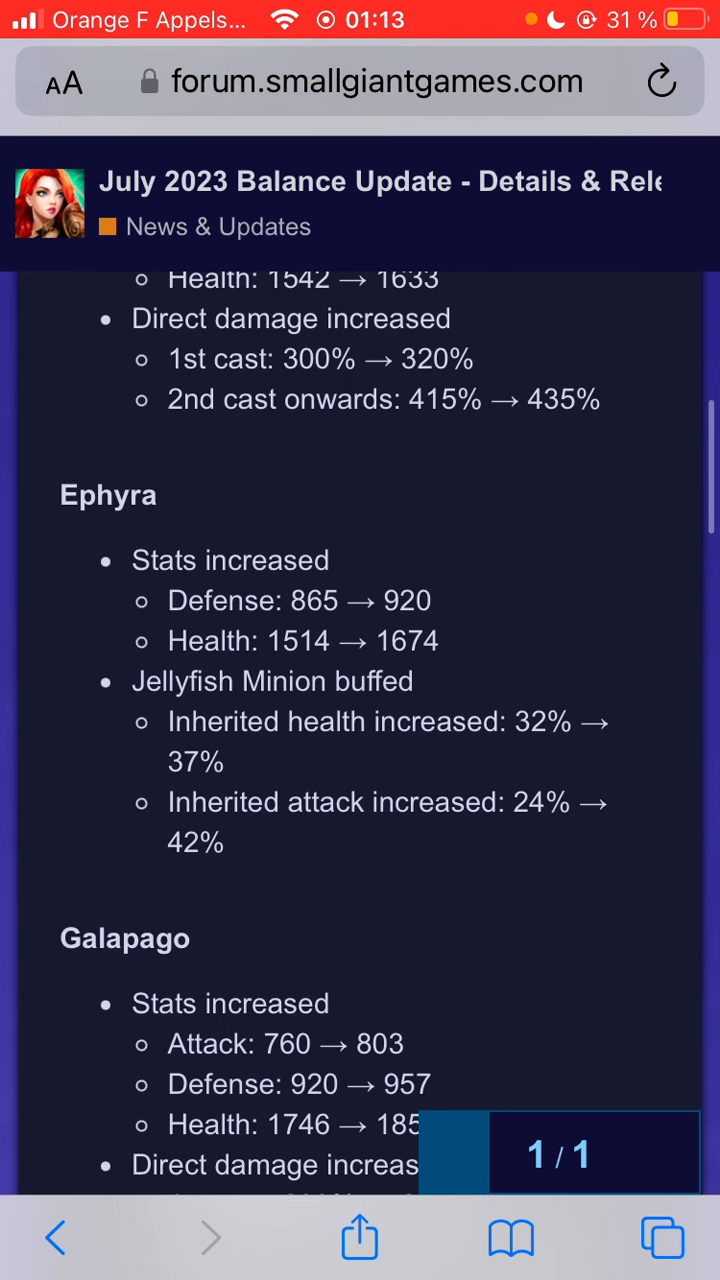 Orange F Appels... 01:13 31 %
AA forum.smallgiantgames.com
July 2023 Balance Update - Details & Rele
News & Updates
Health: 1542 → 1633
• Direct damage increased
1st cast: 300% → 320%
2nd cast onwards: 415% → 435%
Ephyra
• Stats increased
Defense: 865 → 920
Health: 1514 → 1674
• Jellyfish Minion buffed
Inherited health increased: 32% →
37%
Inherited attack increased: 24% →
42%
Galapago
• Stats increased
Attack: 760 → 803
Defense: 920 → 957
Health: 1746 → 185
• Direct damage increas
1 / 1